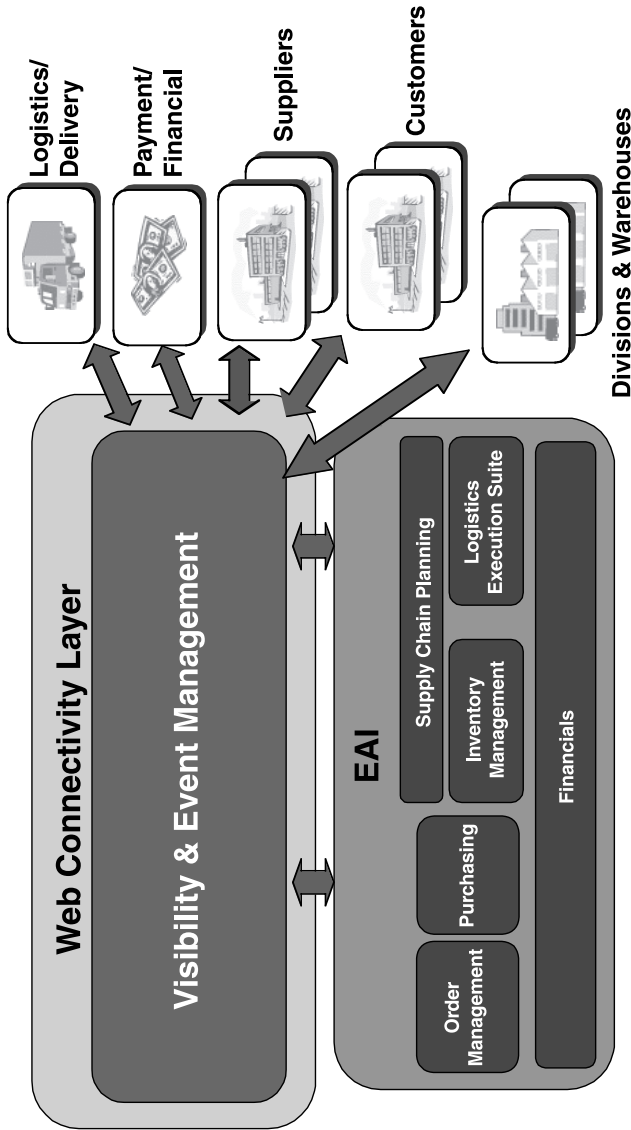 Web Connectivity Layer
Visibility & Event Management
EAI
Order
Management
Purchasing
Supply Chain Planning
Inventory
Management
Logistics
Execution Suite
Financials
Logistics/
Delivery
Payment/
Financial
Suppliers
Customers
Divisions & Warehouses